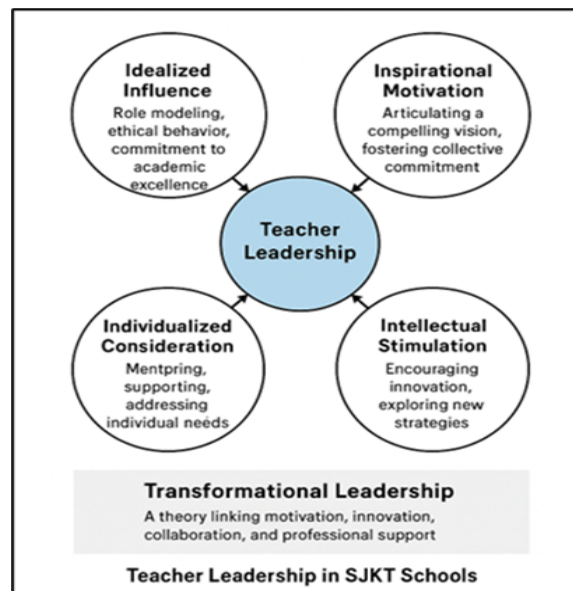 Idealized
Influence
Role modeling,
ethical behavior,
commitment to
academic
excellence
Inspirational
Motivation
Articulating a
compelling vision,
fostering collective
commitment
Teacher
Leadership
Individualized
Consideration
Mentpring,
supporting,
addressing
individual needs
Intellectual
Stimulation
Encouraging
innovation,
exploring new
strategies
Transformational Leadership
A theory linking motivation, innovation,
collaboration, and professional support
Teacher Leadership in SJKT Schools